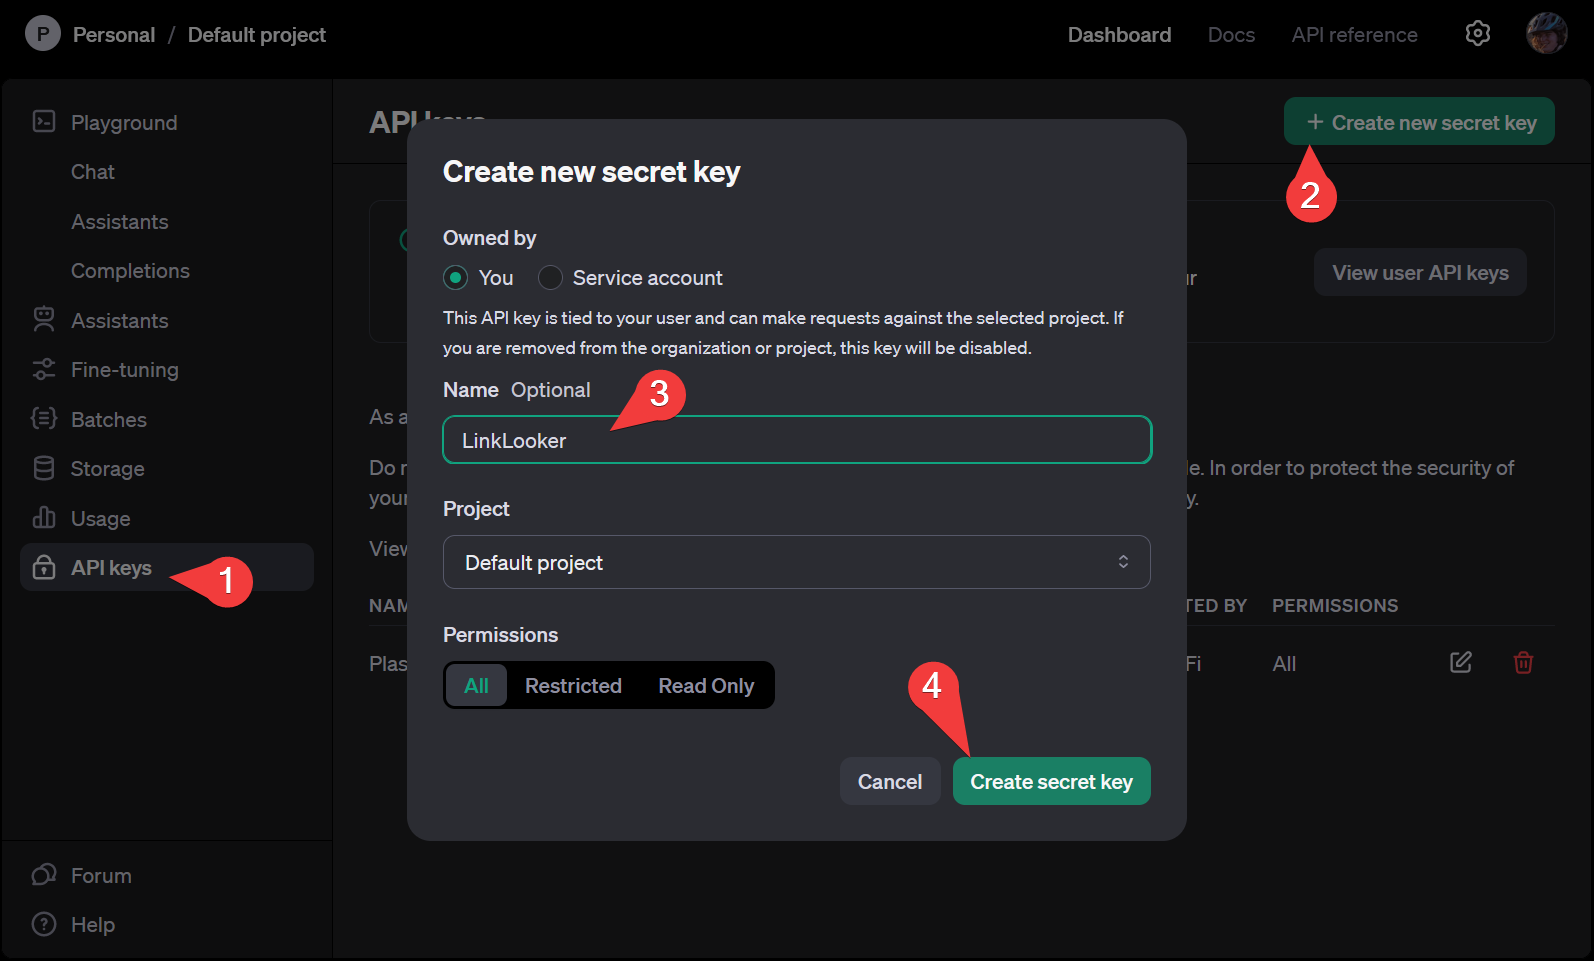 P Personal / Default project
Dashboard Docs API reference
Playground
Chat
Assistants
Completions
Assistants
Fine-tuning
Batches
Storage
Usage
API keys
1
Forum
Help
API keys
+ Create new secret key
2
View user API keys
As a
Do
le. In order to protect the security of
your
y.
View
TED BY PERMISSIONS
Plas
Fi All
Create new secret key
Owned by
You Service account
This API key is tied to your user and can make requests against the selected project. If
you are removed from the organization or project, this key will be disabled.
Name Optional
3
LinkLooker
Project
Default project
Permissions
All Restricted Read Only
4
Cancel Create secret key